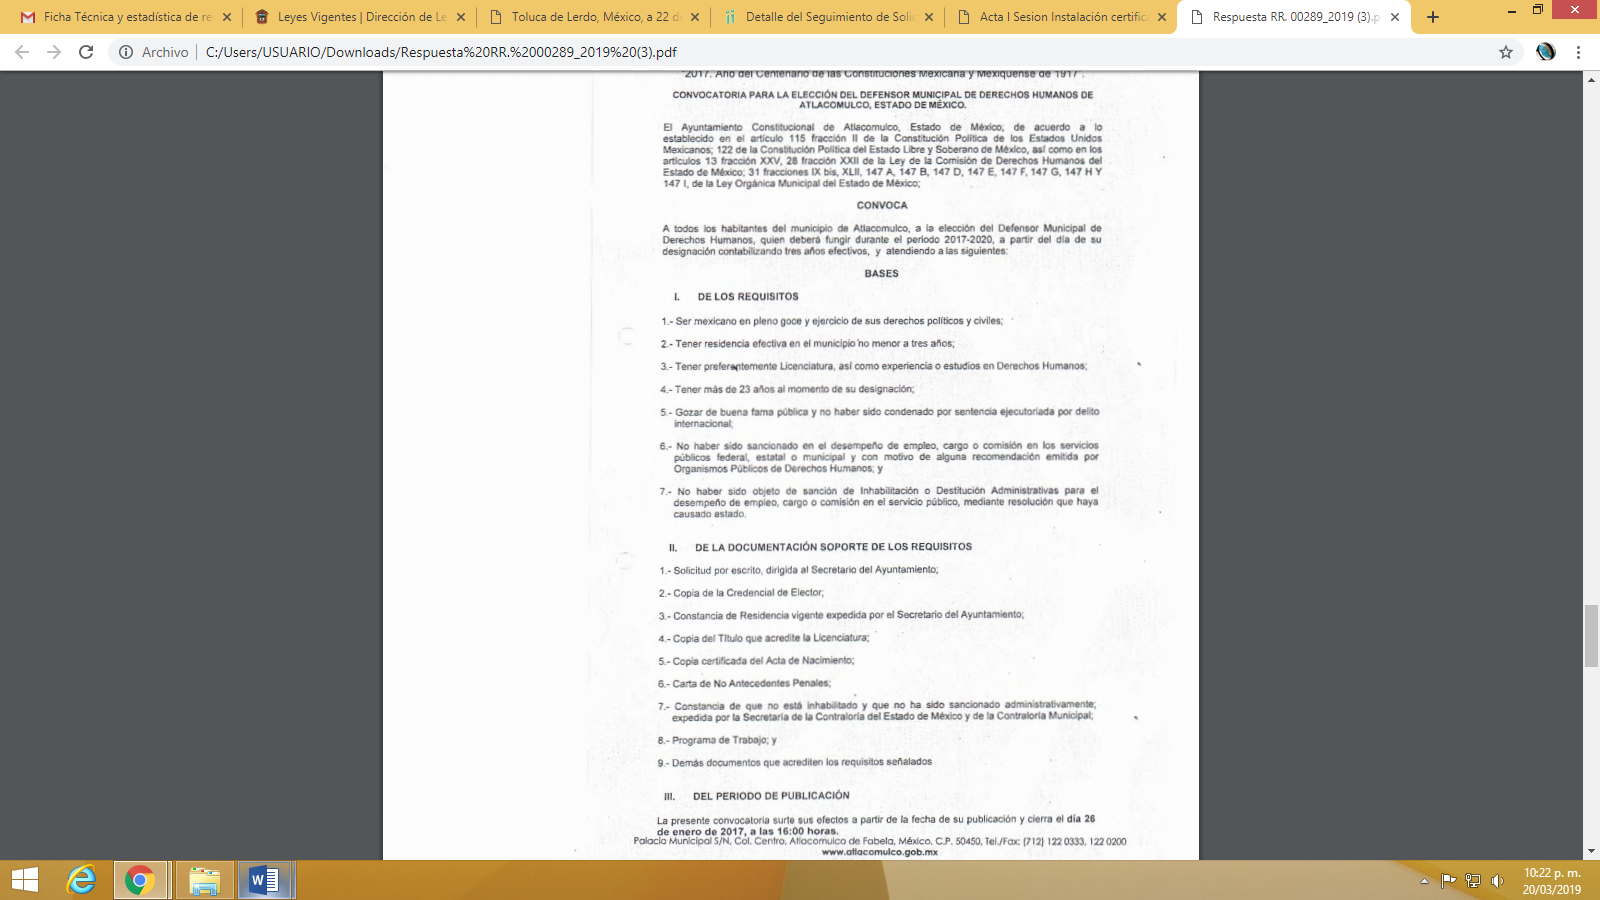 Ficha Técnica y estadística de re
Leyes Vigentes | Dirección de Le
Toluca de Lerdo, México, a 22 d
Detalle del Seguimiento de Solic
Acta I Sesion Instalación certifica
Respuesta RR. 00289_2019 (3).p
Archivo
C:/Users/USUARIO/Downloads/Respuesta%20RR.%2000289_2019%20(3).pdf
"2017. Año del Centenario de las Constituciones Mexicana y Mexiquense de 1917".
CONVOCATORIA PARA LA ELECCIÓN DEL DEFENSOR MUNICIPAL DE DERECHOS HUMANOS DE
ATLACOMULCO, ESTADO DE MÉXICO.
El Ayuntamiento Constitucional de Atlacomulco, Estado de México; de acuerdo a lo
establecido en el artículo 115 fracción II de la Constitución Política de los Estados Unidos
Mexicanos; 122 de la Constitución Política del Estado Libre y Soberano de México, así como en los
artículos 13 fracción XXV, 28 fracción XXII de la Ley de la Comisión de Derechos Humanos del
Estado de México; 31 fracciones IX bis, XLII, 147 A, 147 B, 147 D, 147 E, 147 F, 147 G, 147 H Y
147 I, de la Ley Orgánica Municipal del Estado de México;
CONVOCA
A todos los habitantes del municipio de Atlacomulco, a la elección del Defensor Municipal de
Derechos Humanos, quien deberá fungir durante el periodo 2017-2020, a partir del día de su
designación contabilizando tres años efectivos, y atendiendo a las siguientes:
BASES
I. DE LOS REQUISITOS
1.- Ser mexicano en pleno goce y ejercicio de sus derechos políticos y civiles;
2.- Tener residencia efectiva en el municipio no menor a tres años;
3.- Tener preferentemente Licenciatura, así como experiencia o estudios en Derechos Humanos;
4.- Tener más de 23 años al momento de su designación;
5.- Gozar de buena fama pública y no haber sido condenado por sentencia ejecutoriada por delito
internacional;
6.- No haber sido sancionado en el desempeño de empleo, cargo o comisión en los servicios
públicos federal, estatal o municipal y con motivo de alguna recomendación emitida por
Organismos Públicos de Derechos Humanos; y
7.- No haber sido objeto de sanción de Inhabilitación o Destitución Administrativas para el
desempeño de empleo, cargo o comisión en el servicio público, mediante resolución que haya
causado estado.
II. DE LA DOCUMENTACIÓN SOPORTE DE LOS REQUISITOS
1.- Solicitud por escrito, dirigida al Secretario del Ayuntamiento;
2.- Copia de la Credencial de Elector;
3.- Constancia de Residencia vigente expedida por el Secretario del Ayuntamiento;
4.- Copia del Título que acredite la Licenciatura;
5.- Copia certificada del Acta de Nacimiento;
6.- Carta de No Antecedentes Penales;
7.- Constancia de que no está inhabilitado y que no ha sido sancionado administrativamente;
expedida por la Secretaría de la Contraloría del Estado de México y de la Contraloría Municipal;
8.- Programa de Trabajo; y
9.- Demás documentos que acrediten los requisitos señalados
III. DEL PERIODO DE PUBLICACIÓN
La presente convocatoria surte sus efectos a partir de la fecha de su publicación y cierra el día 26
de enero de 2017, a las 16:00 horas.
Palacio Municipal S/N, Col. Centro, Atlacomulco de Fabela, México, C.P. 50450, Tel./Fax: (712) 122 0333, 122 0200
www.atlacomulco.gob.mx
10:22 p. m.
20/03/2019